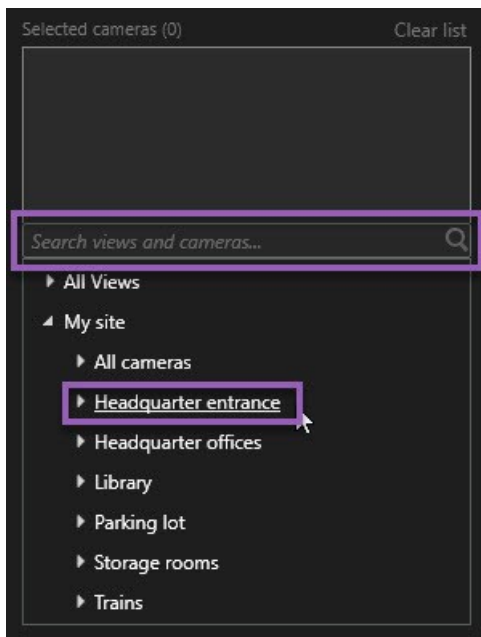 Selected cameras (0) Clear list
Search views and cameras...
All Views
My site
All cameras
Headquarter entrance
Headquarter offices
Library
Parking lot
Storage rooms
Trains